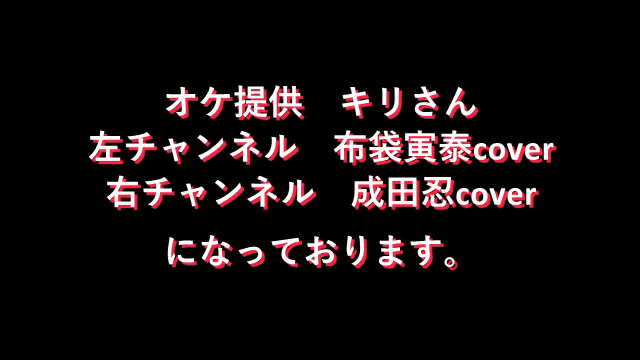 オケ提供　キリさん
左チャンネル　布袋寅泰cover
右チャンネル　成田忍cover
になっております。